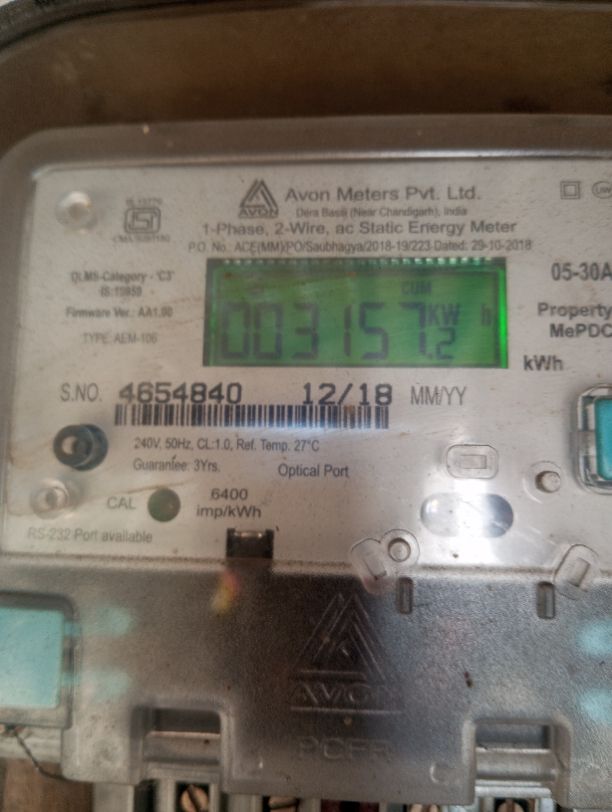 Avon Meters Pvt. Ltd.
AVON
Dera Bassi (Near Chandigarh), India
1-Phase, 2-Wire, ac Static Energy Meter
P.O. No.: ACE(MM)/PO/Saubhagya/2018-19/223 Dated: 29-10-2018
DLMS-Category - 'C3'
IS:15959
Firmware Ver.: AA1.00
TYPE: AEM-106
CUM
003157.2 KW h
05-30A
Property
MePDC
kWh
S.NO. 4654840 12/18 MM/YY
240V, 50Hz, CL:1.0, Ref. Temp. 27°C
Guarantee: 3Yrs.
Optical Port
CAL
6400
imp/kWh
RS-232 Port available
AVON